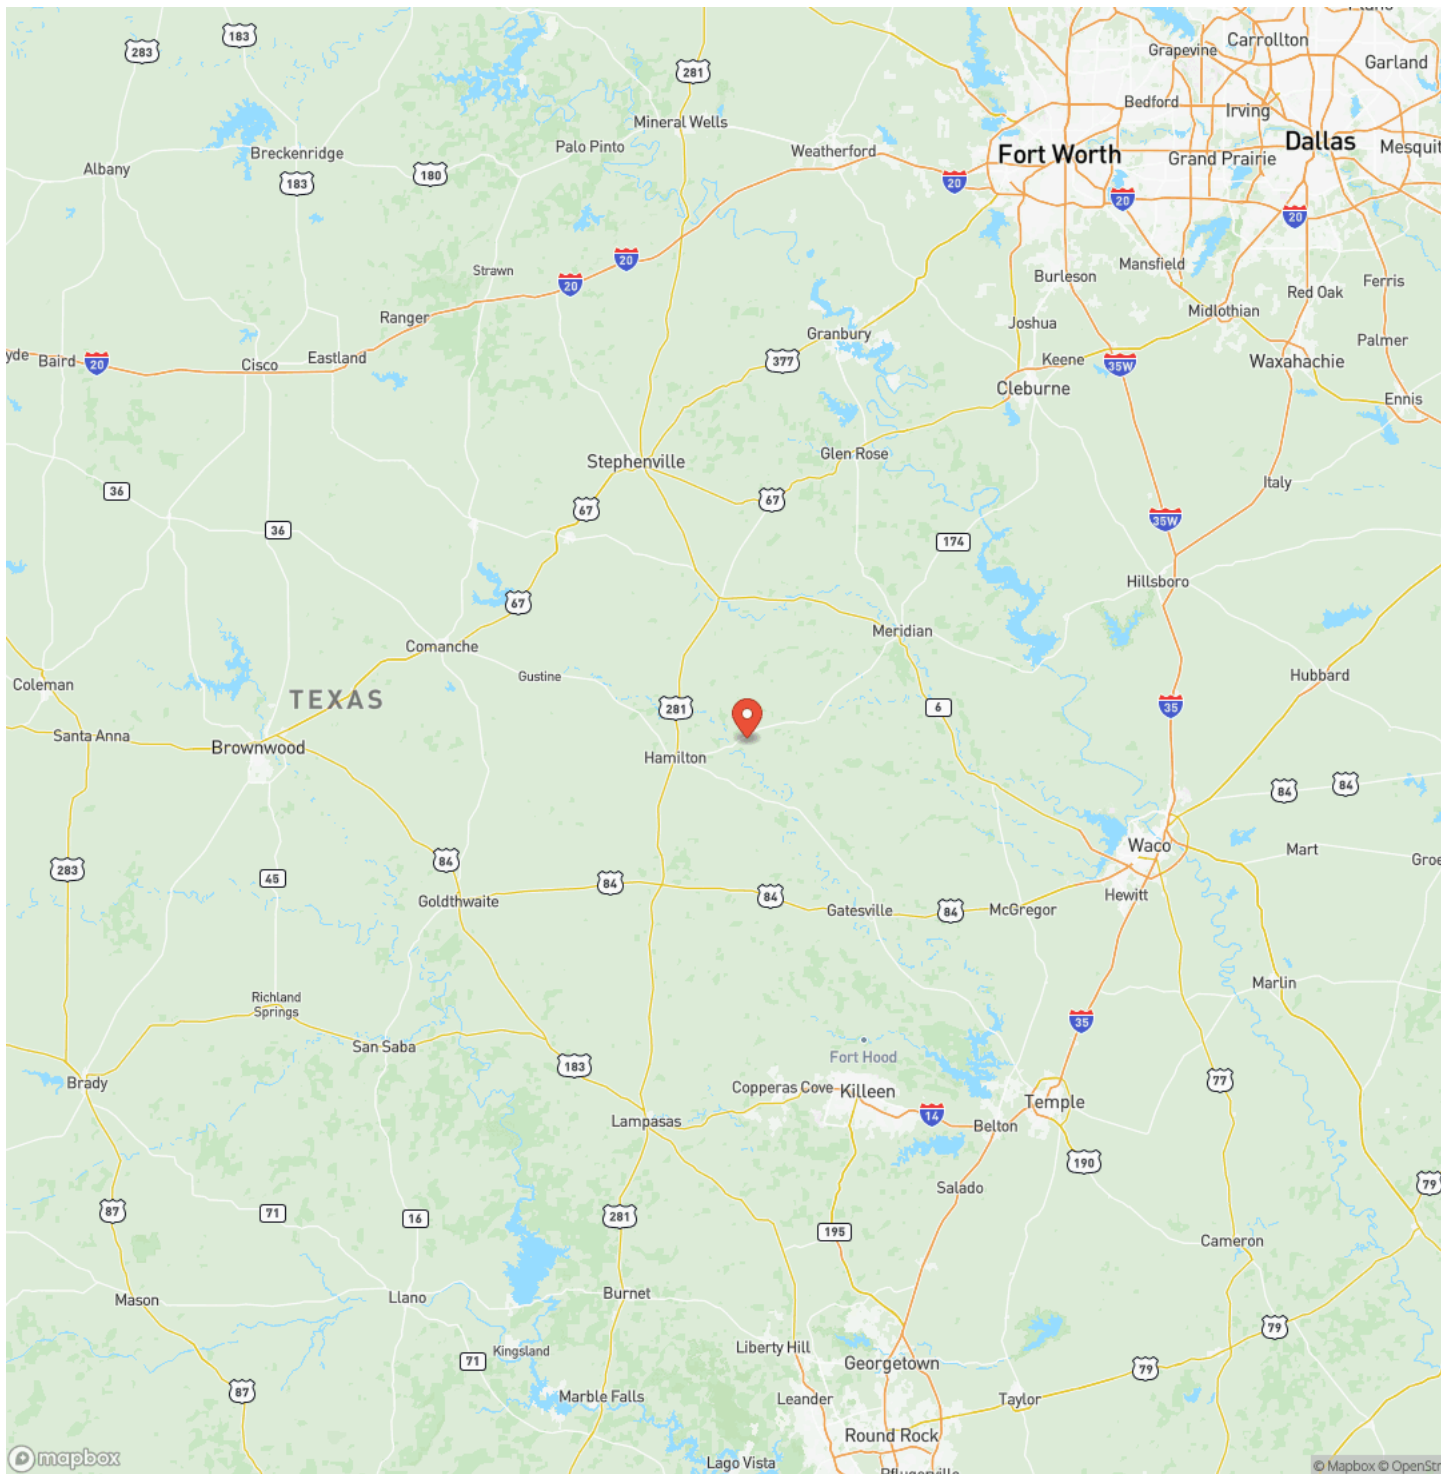 Plano
183
283
Carrollton
Grapevine
Garland
281
Bedford
Irving
Mineral Wells
Dallas
Palo Pinto
Weatherford
Fort Worth
Grand Prairie
Mesquit
Breckenridge
Albany
180
183
20
20
20
Mansfield
Burleson
20
Strawn
20
Ferris
Red Oak
Midlothian
Ranger
Joshua
Granbury
Palmer
yde
Baird
20
Cisco
Eastland
377
Keene
35W
Waxahachie
Cleburne
Ennis
Stephenville
Glen Rose
36
67
Italy
67
35W
36
174
Hillsboro
67
Meridian
Comanche
Gustine
Hubbard
Coleman
TEXAS
281
6
35
Santa Anna
Brownwood
Hamilton
84
84
Waco
Mart
Groe
84
283
45
84
84
Hewitt
Goldthwaite
Gatesville
84
McGregor
Marlin
Richland
Springs
35
San Saba
Fort Hood
183
Brady
Copperas Cove
Killeen
77
Temple
14
Lampasas
Belton
190
Salado
79
87
71
16
281
195
Cameron
Mason
Llano
Burnet
79
Liberty Hill
Kingsland
71
Georgetown
79
87
Marble Falls
Leander
Taylor
Round Rock
Lago Vista
Pflugerville
mapbox
© Mapbox © OpenStr